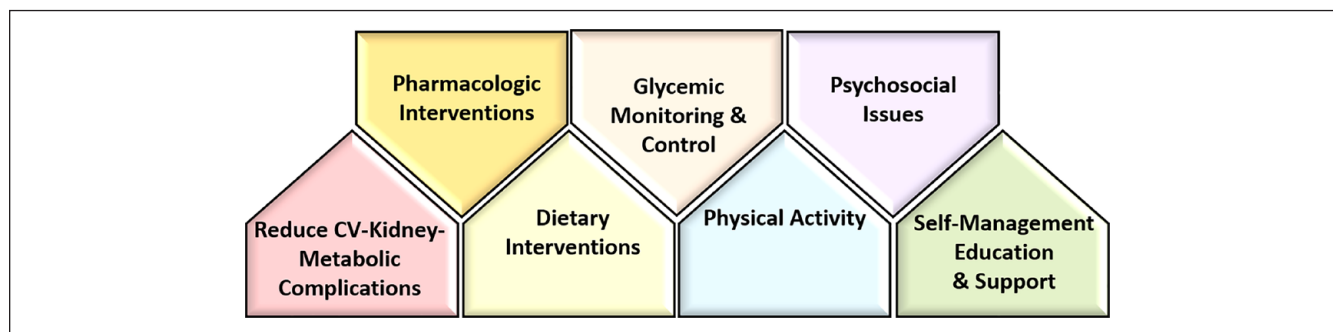 Pharmacologic
Interventions
Glycemic
Monitoring &
Control
Psychosocial
Issues
Reduce CV-Kidney-
Metabolic
Complications
Dietary
Interventions
Physical Activity
Self-Management
Education
& Support